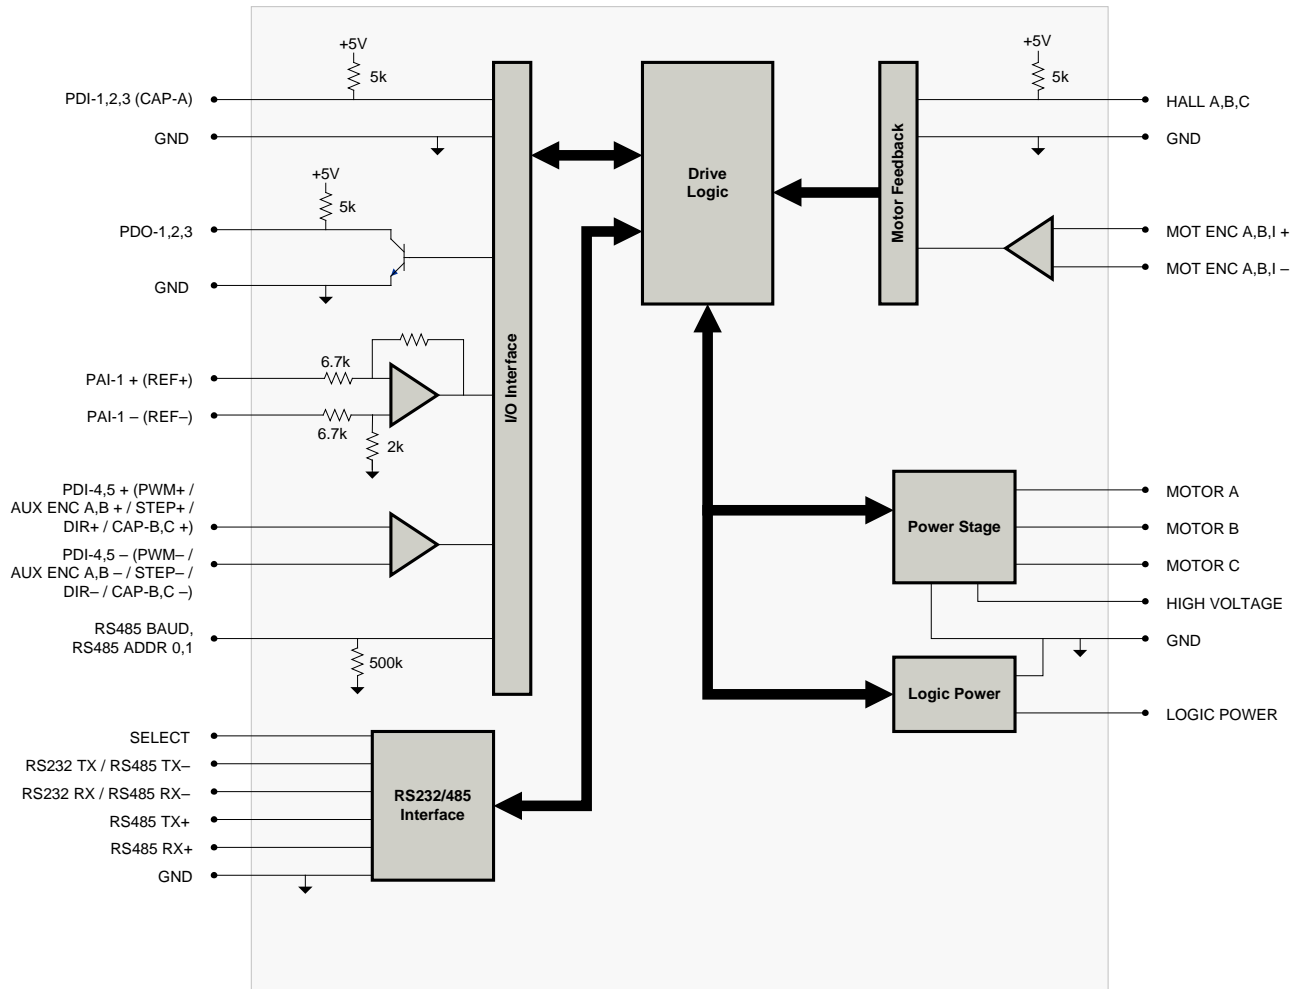 +5V
5k
PDI-1,2,3 (CAP-A)
GND
+5V
5k
PDO-1,2,3
GND
6.7k
PAI-1 + (REF+)
PAI-1 – (REF–)
6.7k
2k
PDI-4,5 + (PWM+ /
AUX ENC A,B + / STEP+ /
DIR+ / CAP-B,C +)
PDI-4,5 – (PWM– /
AUX ENC A,B – / STEP– /
DIR– / CAP-B,C –)
RS485 BAUD,
RS485 ADDR 0,1
500k
I/O Interface
SELECT
RS232 TX / RS485 TX–
RS232 RX / RS485 RX–
RS485 TX+
RS485 RX+
GND
RS232/485
Interface
Drive
Logic
Motor Feedback
+5V
5k
HALL A,B,C
GND
MOT ENC A,B,I +
MOT ENC A,B,I –
Power Stage
MOTOR A
MOTOR B
MOTOR C
HIGH VOLTAGE
GND
Logic Power
LOGIC POWER